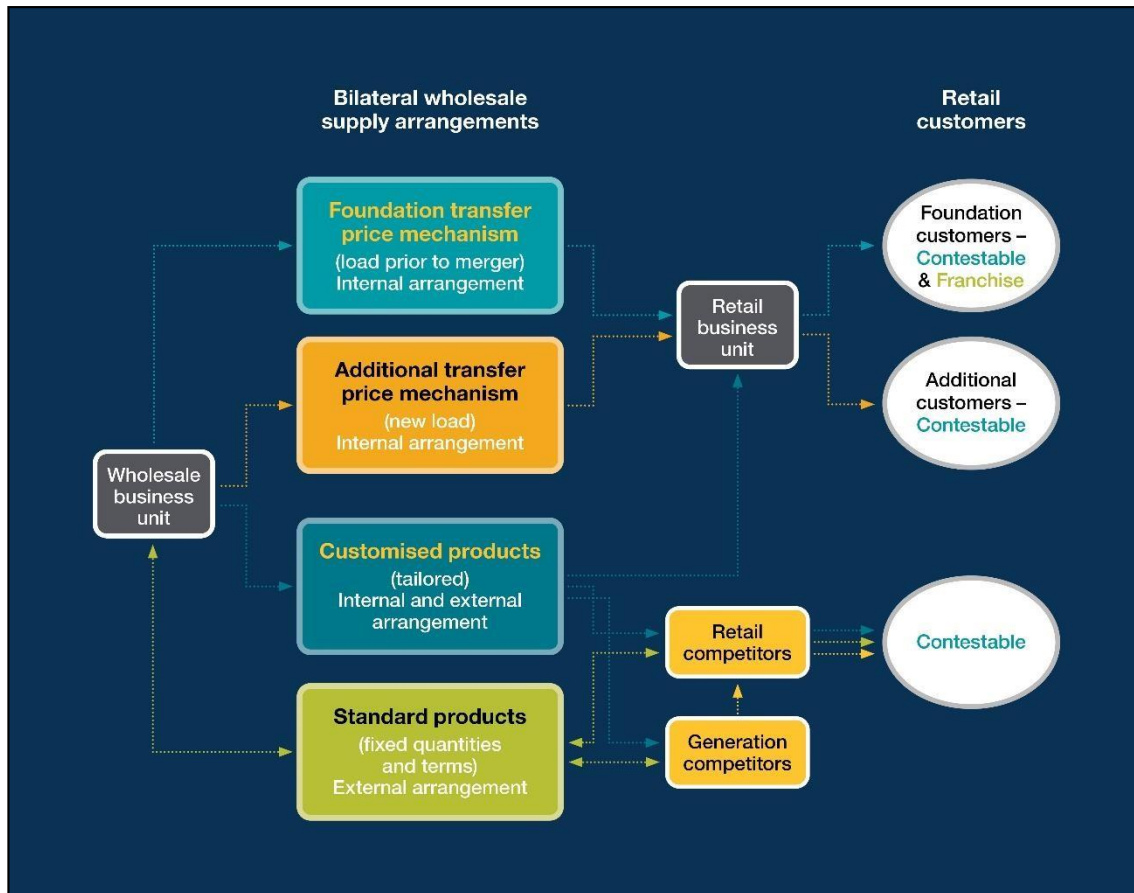 Bilateral wholesale
supply arrangements
Retail
customers
Foundation transfer
price mechanism
(load prior to merger)
Internal arrangement
Foundation
customers –
Contestable
& Franchise
Retail
business
unit
Additional transfer
price mechanism
(new load)
Internal arrangement
Additional
customers –
Contestable
Wholesale
business
unit
Customised products
(tailored)
Internal and external
arrangement
Retail
competitors
Contestable
Standard products
(fixed quantities
and terms)
External arrangement
Generation
competitors